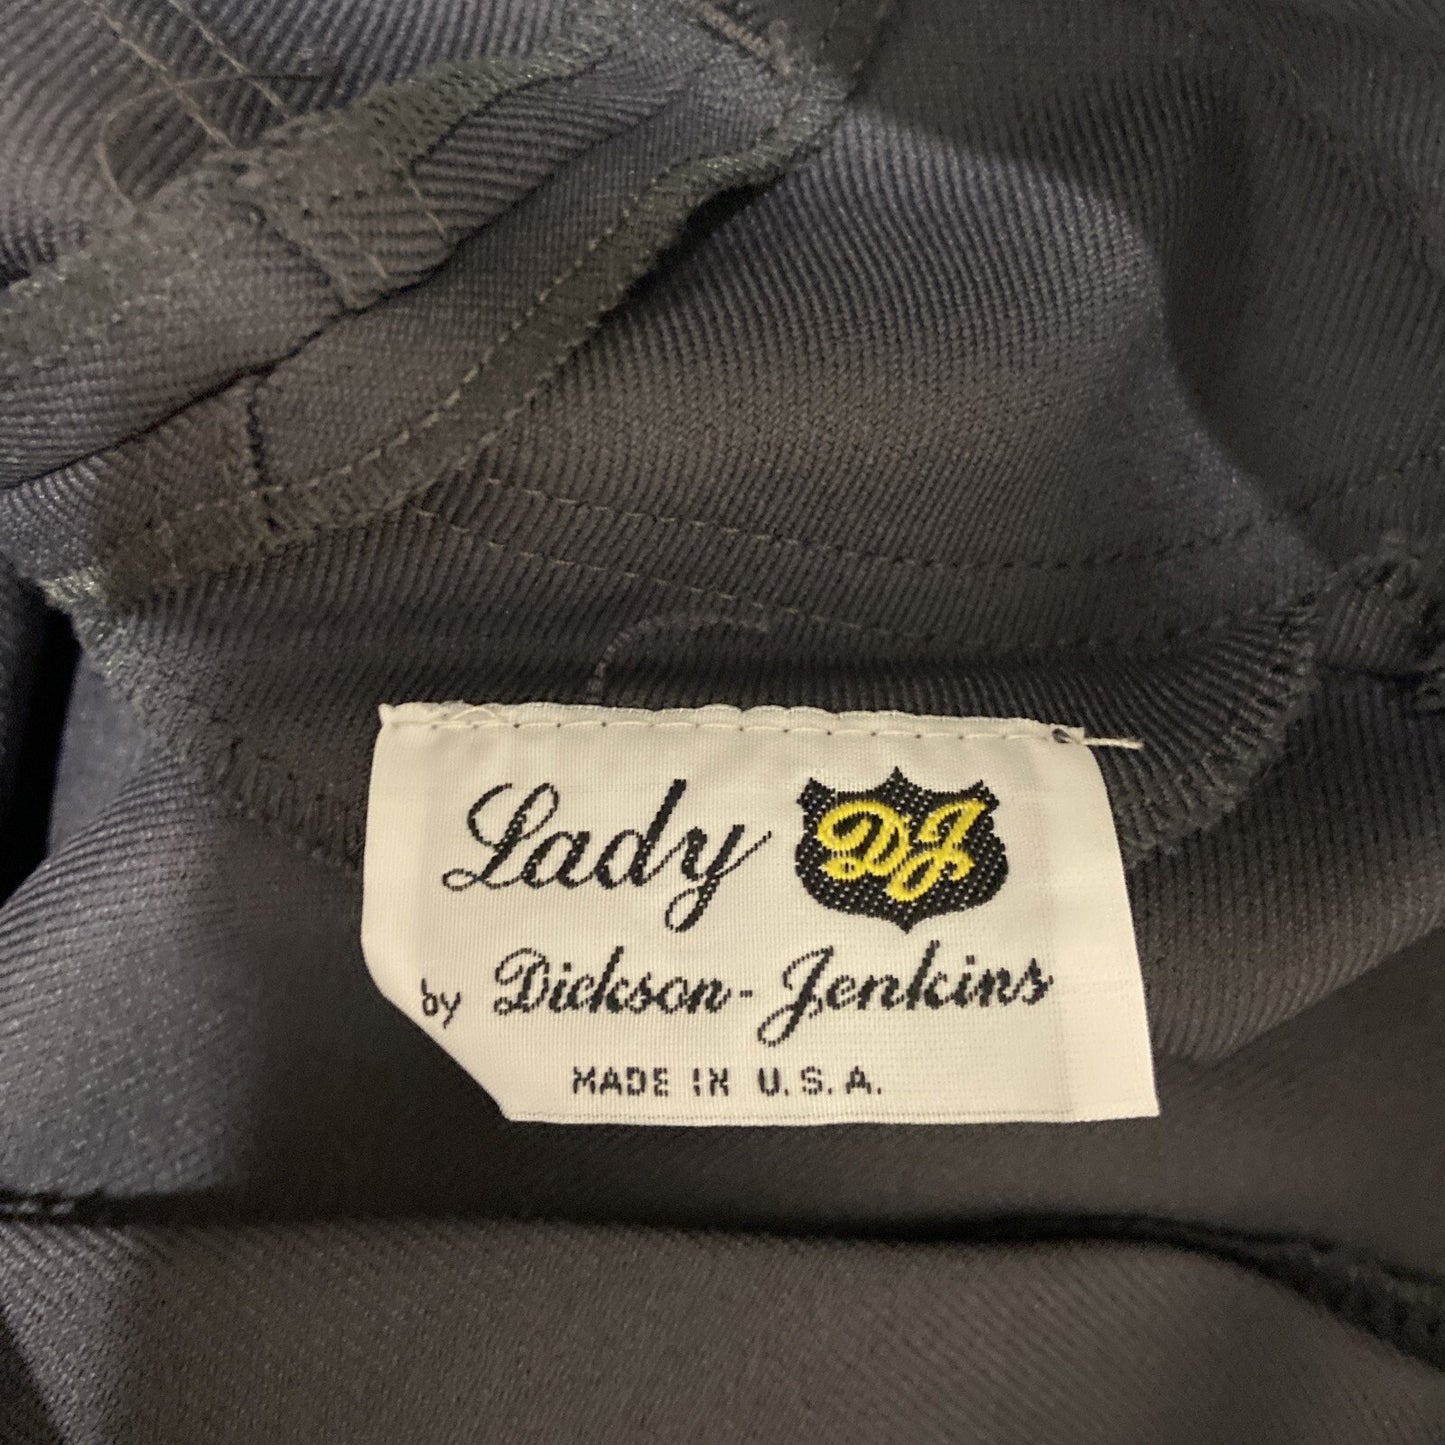 Lady DJ
by Dickson-Jenkins
MADE IN U.S.A.